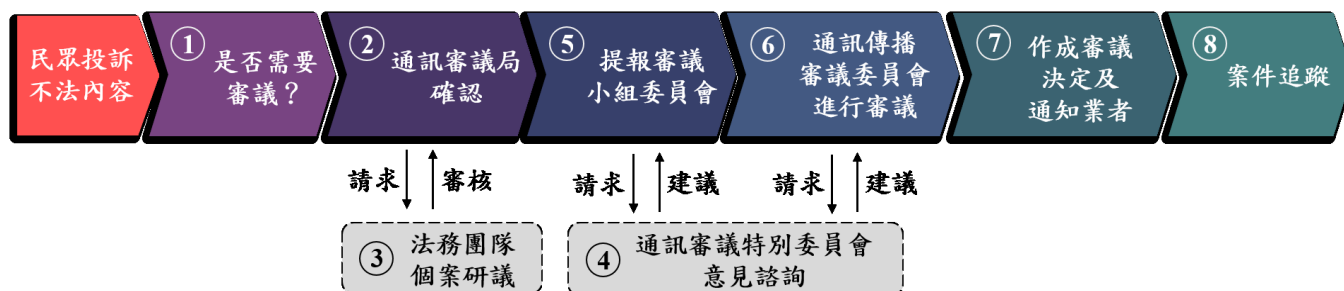 民眾投訴
不法內容
①
是否需要
審議？
②
通訊審議局
確認
⑤
提報審議
小組委員會
⑥
通訊傳播
審議委員會
進行審議
⑦
作成審議
決定及
通知業者
⑧
案件追蹤
請求
審核
請求
建議
請求
建議
③
法務團隊
個案研議
④
通訊審議特別委員會
意見諮詢